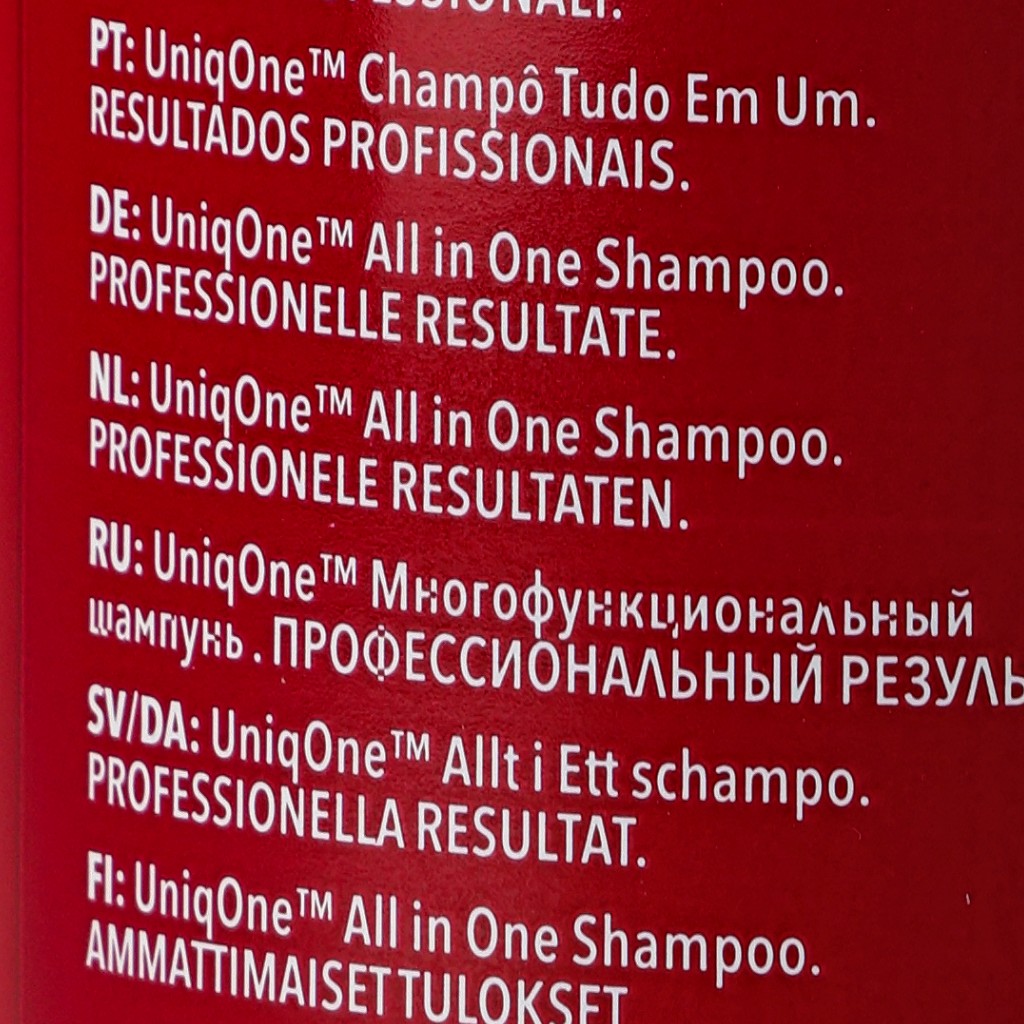 PT: UniqOne™ Champô Tudo Em Um.
RESULTADOS PROFISSIONAIS.
DE: UniqOne™ All in One Shampoo.
PROFESSIONELLE RESULTATE.
NL: UniqOne™ All in One Shampoo.
PROFESSIONELE RESULTATEN.
RU: UniqOne™ Многофункциональный
шампунь. ПРОФЕССИОНАЛЬНЫЙ
SV/DA: UniqOne™ Allt i Ett schampo.
PROFESSIONELLA RESULTAT.
FI: UniqOne™ All in One Shampoo.
AMMATTIMAISET TULOKSET